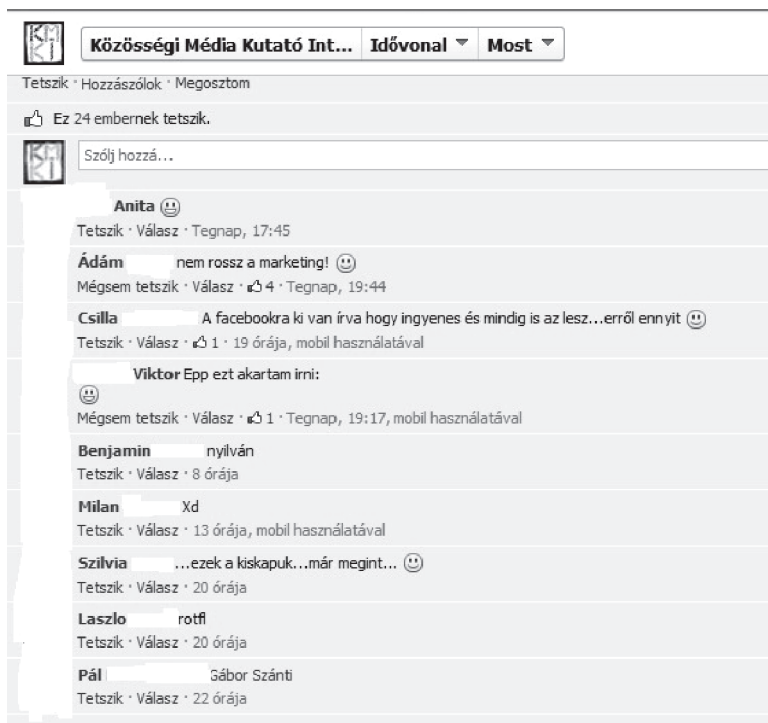 KM
KI
Közösségi Média Kutató Int... Idővonal Most
Tetszik · Hozzászólok · Megosztom
Ez 24 embernek tetszik.
KM
KI
Szólj hozzá...
Anita
Tetszik · Válasz · Tegnap, 17:45
Ádám nem rossz a marketing!
Mégsem tetszik · Válasz · 4 · Tegnap, 19:44
Csilla A facebookra ki van írva hogy ingyenes és mindig is az lesz...erről ennyit
Tetszik · Válasz · 1 · 19 órája, mobil használatával
Viktor Epp ezt akartam irni:
Mégsem tetszik · Válasz · 1 · Tegnap, 19:17, mobil használatával
Benjamin nyilván
Tetszik · Válasz · 8 órája
Milan Xd
Tetszik · Válasz · 13 órája, mobil használatával
Szilvia ...ezek a kiskapuk...már megint...
Tetszik · Válasz · 20 órája
Laszlo rotfl
Tetszik · Válasz · 20 órája
Pál Gábor Szánti
Tetszik · Válasz · 22 órája